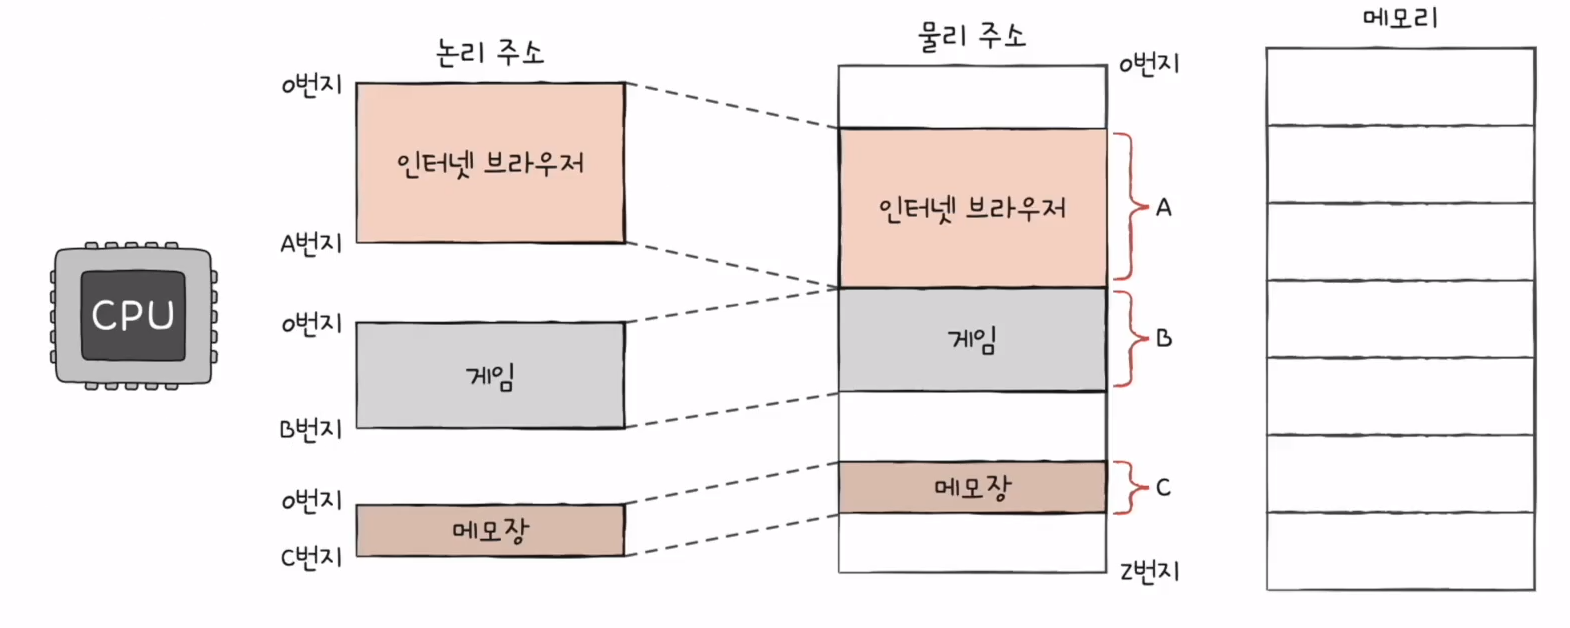 논리 주소
물리 주소
메모리
0번지
인터넷 브라우저
A번지
0번지
게임
B번지
0번지
메모장
C번지
CPU
0번지
인터넷 브라우저
A
게임
B
메모장
C
Z번지